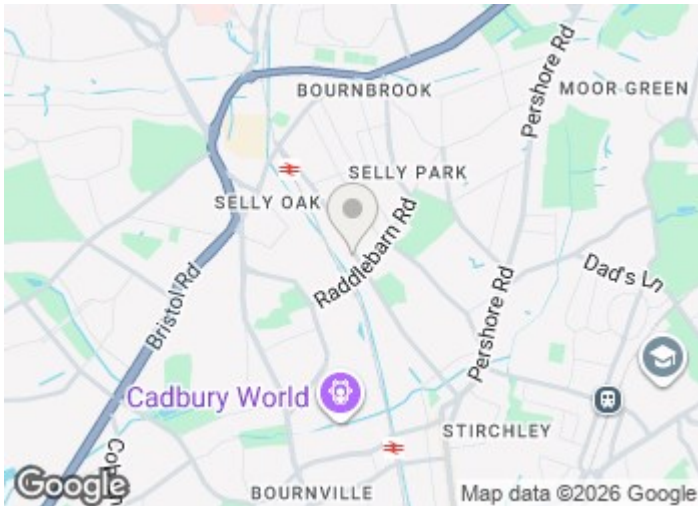 BOURNBROOK
Pershore Rd
MOOR GREEN
SELLY PARK
SELLY OAK
Raddlebarn Rd
Bristol Rd
Dad's Ln
Pershore Rd
Cadbury World
STIRCHLEY
BOURNVILLE
Google
Map data ©2026 Google